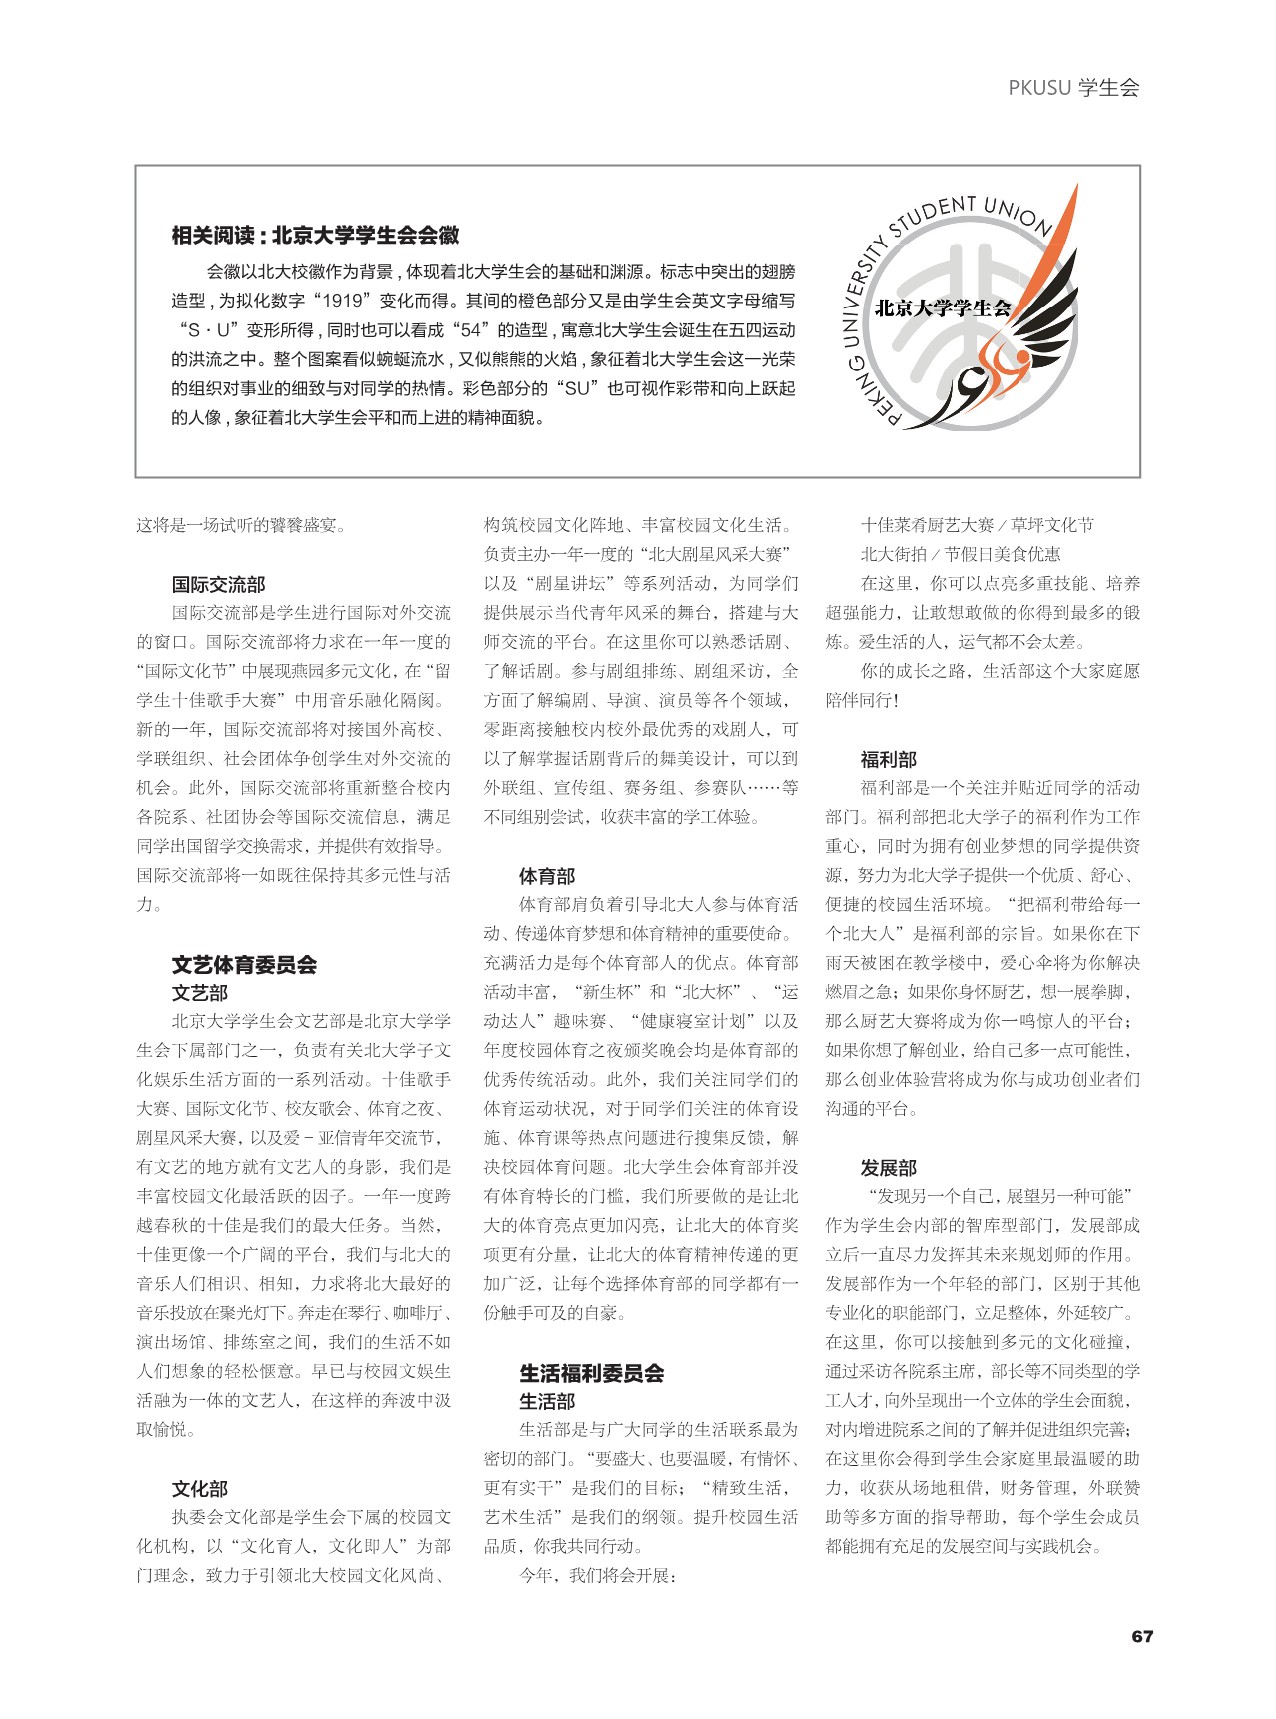 PKUSU 学生会
相关阅读：北京大学学生会会徽
会徽以北大校徽作为背景，体现着北大学生会的基础和渊源。标志中突出的翅膀
造型，为拟化数字“1919”变化而得。其间的橙色部分又是由学生会英文字母缩写
“S·U”变形所得，同时也可以看成“54”的造型，寓意北大学生会诞生在五四运动
的洪流之中。整个图案看似蜿蜒流水，又似熊熊的火焰，象征着北大学生会这一光荣
的组织对事业的细致与对同学的热情。彩色部分的“SU”也可视作彩带和向上跃起
的人像，象征着北大学生会平和而上进的精神面貌。
PEKING UNIVERSITY STUDENT UNION
北京大学学生会
这将是一场试听的饕餮盛宴。
国际交流部
国际交流部是学生进行国际对外交流
的窗口。国际交流部将力求在一年一度的
“国际文化节”中展现燕园多元文化，在“留
学生十佳歌手大赛”中用音乐融化隔阂。
新的一年，国际交流部将对接国外高校、
学联组织、社会团体争创学生对外交流的
机会。此外，国际交流部将重新整合校内
各院系、社团协会等国际交流信息，满足
同学出国留学交换需求，并提供有效指导。
国际交流部将一如既往保持其多元性与活
力。
文艺体育委员会
文艺部
北京大学学生会文艺部是北京大学学
生会下属部门之一，负责有关北大学子文
化娱乐生活方面的一系列活动。十佳歌手
大赛、国际文化节、校友歌会、体育之夜、
剧星风采大赛，以及爱－亚信青年交流节，
有文艺的地方就有文艺人的身影，我们是
丰富校园文化最活跃的因子。一年一度跨
越春秋的十佳是我们的最大任务。当然，
十佳更像一个广阔的平台，我们与北大的
音乐人们相识、相知，力求将北大最好的
音乐投放在聚光灯下。奔走在琴行、咖啡厅、
演出场馆、排练室之间，我们的生活不如
人们想象的轻松惬意。早已与校园文娱生
活融为一体的文艺人，在这样的奔波中汲
取愉悦。
文化部
执委会文化部是学生会下属的校园文
化机构，以“文化育人，文化即人”为部
门理念，致力于引领北大校园文化风尚、
构筑校园文化阵地、丰富校园文化生活。
负责主办一年一度的“北大剧星风采大赛”
以及“剧星讲坛”等系列活动，为同学们
提供展示当代青年风采的舞台，搭建与大
师交流的平台。在这里你可以熟悉话剧、
了解话剧。参与剧组排练、剧组采访，全
方面了解编剧、导演、演员等各个领域，
零距离接触校内校外最优秀的戏剧人，可
以了解掌握话剧背后的舞美设计，可以到
外联组、宣传组、赛务组、参赛队……等
不同组别尝试，收获丰富的学工体验。
体育部
体育部肩负着引导北大人参与体育活
动、传递体育梦想和体育精神的重要使命。
充满活力是每个体育部人的优点。体育部
活动丰富，“新生杯”和“北大杯”、“运
动达人”趣味赛、“健康寝室计划”以及
年度校园体育之夜颁奖晚会均是体育部的
优秀传统活动。此外，我们关注同学们的
体育运动状况，对于同学们关注的体育设
施、体育课等热点问题进行搜集反馈，解
决校园体育问题。北大学生会体育部并没
有体育特长的门槛，我们所要做的是让北
大的体育亮点更加闪亮，让北大的体育奖
项更有分量，让北大的体育精神传递的更
加广泛，让每个选择体育部的同学都有一
份触手可及的自豪。
生活福利委员会
生活部
生活部是与广大同学的生活联系最为
密切的部门。“要盛大、也要温暖，有情怀、
更有实干”是我们的目标；“精致生活，
艺术生活”是我们的纲领。提升校园生活
品质，你我共同行动。
今年，我们将会开展：
十佳菜肴厨艺大赛／草坪文化节
北大街拍／节假日美食优惠
在这里，你可以点亮多重技能、培养
超强能力，让敢想敢做的你得到最多的锻
炼。爱生活的人，运气都不会太差。
你的成长之路，生活部这个大家庭愿
陪伴同行！
福利部
福利部是一个关注并贴近同学的活动
部门。福利部把北大学子的福利作为工作
重心，同时为拥有创业梦想的同学提供资
源，努力为北大学子提供一个优质、舒心、
便捷的校园生活环境。“把福利带给每一
个北大人”是福利部的宗旨。如果你在下
雨天被困在教学楼中，爱心伞将为你解决
燃眉之急；如果你身怀厨艺，想一展拳脚，
那么厨艺大赛将成为你一鸣惊人的平台；
如果你想了解创业，给自己多一点可能性，
那么创业体验营将成为你与成功创业者们
沟通的平台。
发展部
“发现另一个自己，展望另一种可能”
作为学生会内部的智库型部门，发展部成
立后一直尽力发挥其未来规划师的作用。
发展部作为一个年轻的部门，区别于其他
专业化的职能部门，立足整体，外延较广。
在这里，你可以接触到多元的文化碰撞，
通过采访各院系主席，部长等不同类型的学
工人才，向外呈现出一个立体的学生会面貌，
对内增进院系之间的了解并促进组织完善；
在这里你会得到学生会家庭里最温暖的助
力，收获从场地租借，财务管理，外联赞
助等多方面的指导帮助，每个学生会成员
都能拥有充足的发展空间与实践机会。
67